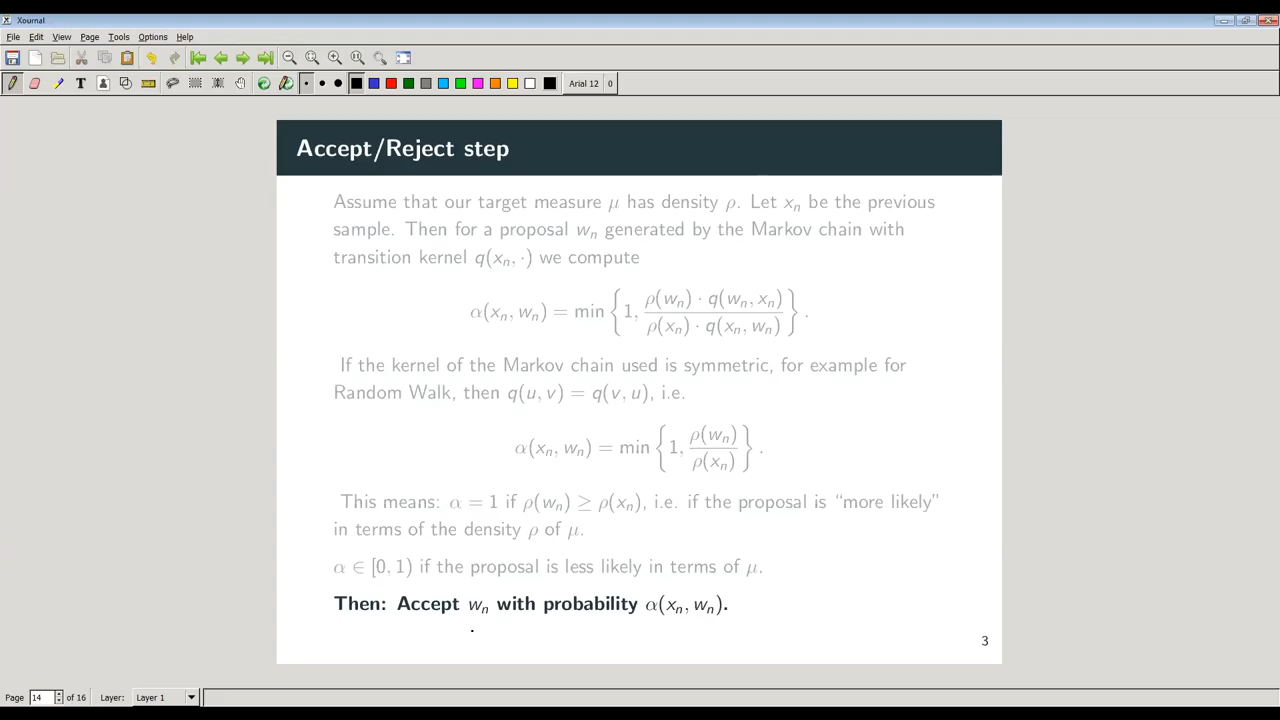 Xournal
File Edit View Page Tools Options Help
Arial 12 0
Accept/Reject step
Assume that our target measure μ has density ρ. Let xₙ be the previous
sample. Then for a proposal wₙ generated by the Markov chain with
transition kernel q(xₙ, ·) we compute
α(xₙ, wₙ) = min { 1, ρ(wₙ) · q(wₙ, xₙ) / ρ(xₙ) · q(xₙ, wₙ) } .
If the kernel of the Markov chain used is symmetric, for example for
Random Walk, then q(u, v) = q(v, u), i.e.
α(xₙ, wₙ) = min { 1, ρ(wₙ) / ρ(xₙ) } .
This means: α = 1 if ρ(wₙ) ≥ ρ(xₙ), i.e. if the proposal is “more likely”
in terms of the density ρ of μ.
α ∈ [0, 1) if the proposal is less likely in terms of μ.
Then: Accept wₙ with probability α(xₙ, wₙ).
3
Page 14 of 16 Layer: Layer 1